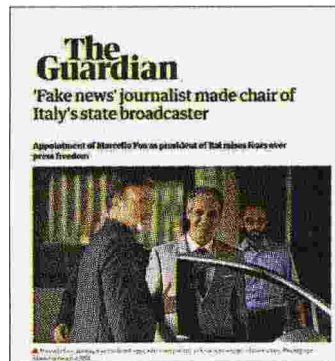 The
Guardian
'Fake news' journalist made chair of
Italy's state broadcaster
Appointment of Marcello Foa as president of Rai raises fears over
press freedom